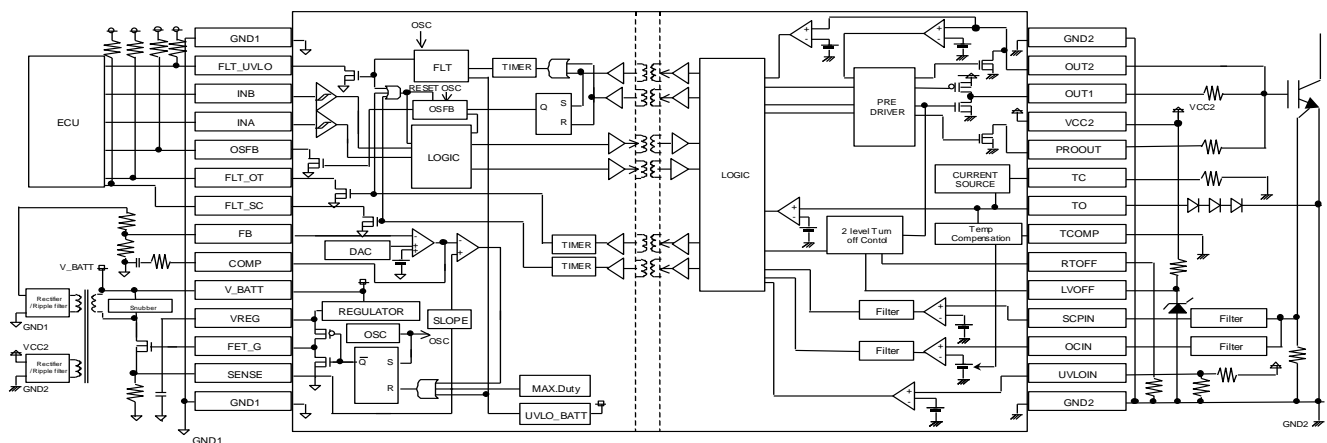 ECU
V_BATT
Rectifier
/Ripple filter
GND1
Snubber
VCC2
Rectifier
/Ripple filter
GND2
GND1
GND1
FLT_UVLO
INB
INA
OSFB
FLT_OT
FLT_SC
FB
COMP
V_BATT
VREG
FET_G
SENSE
GND1
OSC
FLT
TIMER
RESET OSC
OSFB
Q
S
R
LOGIC
DAC
-
+
+
-
+
REGULATOR
OSC
OSC
SLOPE
Q
S
R
MAX.Duty
UVLO_BATT
TIMER
TIMER
LOGIC
+
-
+
-
PRE
DRIVER
CURRENT
SOURCE
+
-
Temp
Compensation
2 level Turn
off Contol
Filter
+
-
Filter
+
-
+
-
GND2
OUT2
OUT1
VCC2
PROOUT
TC
TO
TCOMP
RTOFF
LVOFF
SCPIN
OCIN
UVLOIN
GND2
VCC2
Filter
Filter
GND2